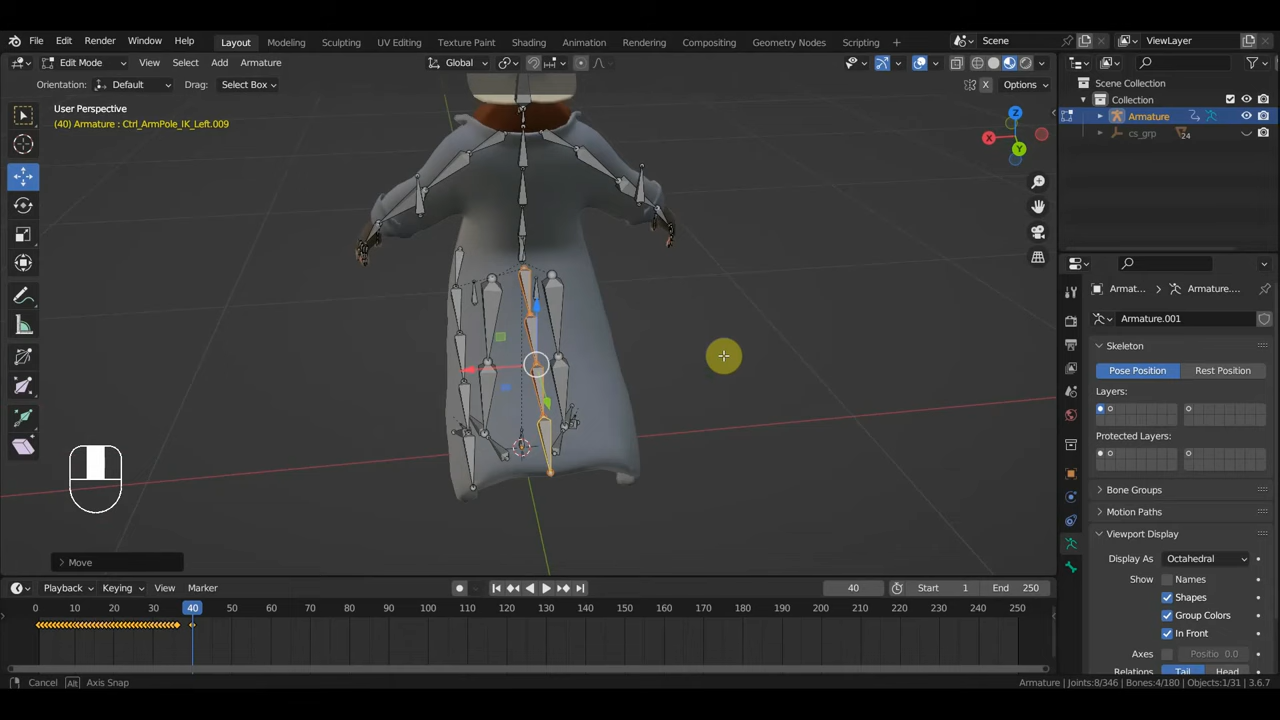 File Edit Render Window Help Layout Modeling Sculpting UV Editing Texture Paint Shading Animation Rendering Compositing Geometry Nodes Scripting + Scene ViewLayer
Edit Mode View Select Add Armature Global
Orientation: Default Drag: Select Box X Options
User Perspective
(40) Armature : Ctrl_ArmPole_IK_Left.009
Z
X
Y
Move
Scene Collection
Collection
Armature
cs_grp 24
Armat... Armature....
Armature.001
Skeleton
Pose Position Rest Position
Layers:
Protected Layers:
Bone Groups
Motion Paths
Viewport Display
Display As Octahedral
Show Names
Shapes
Group Colors
In Front
Axes Positio 0.0
Relations Tail Head
Playback Keying View Marker 40 Start 1 End 250
0 10 20 30 40 50 60 70 80 90 100 110 120 130 140 150 160 170 180 190 200 210 220 230 240 250
Cancel Alt Axis Snap Armature | Joints:8/346 | Bones:4/180 | Objects:1/31 | 3.6.7